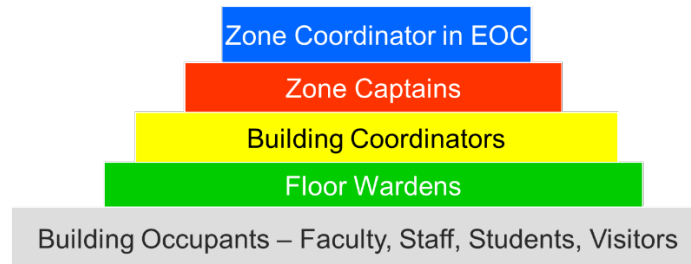 Zone Coordinator in EOC
Zone Captains
Building Coordinators
Floor Wardens
Building Occupants – Faculty, Staff, Students, Visitors